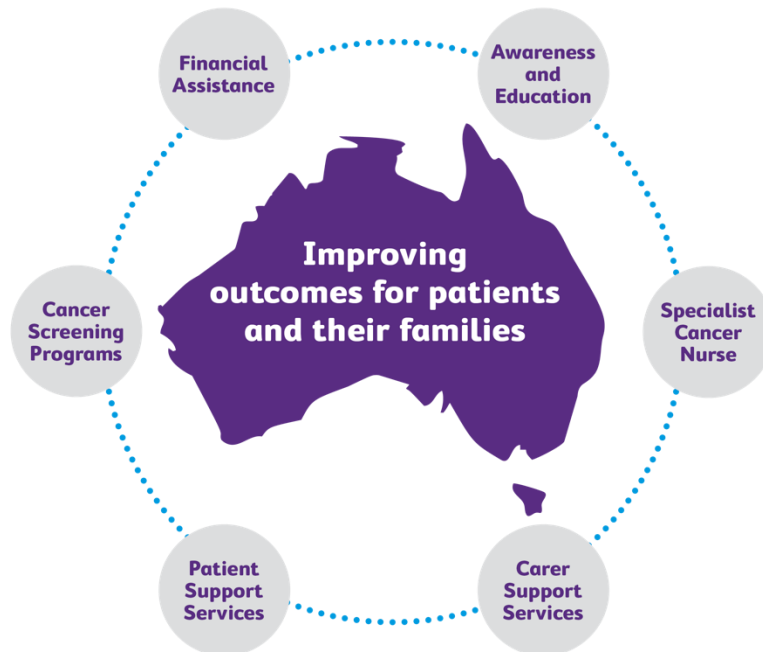 Financial
Assistance
Awareness
and
Education
Improving
outcomes for patients
and their families
Cancer
Screening
Programs
Specialist
Cancer
Nurse
Patient
Support
Services
Carer
Support
Services